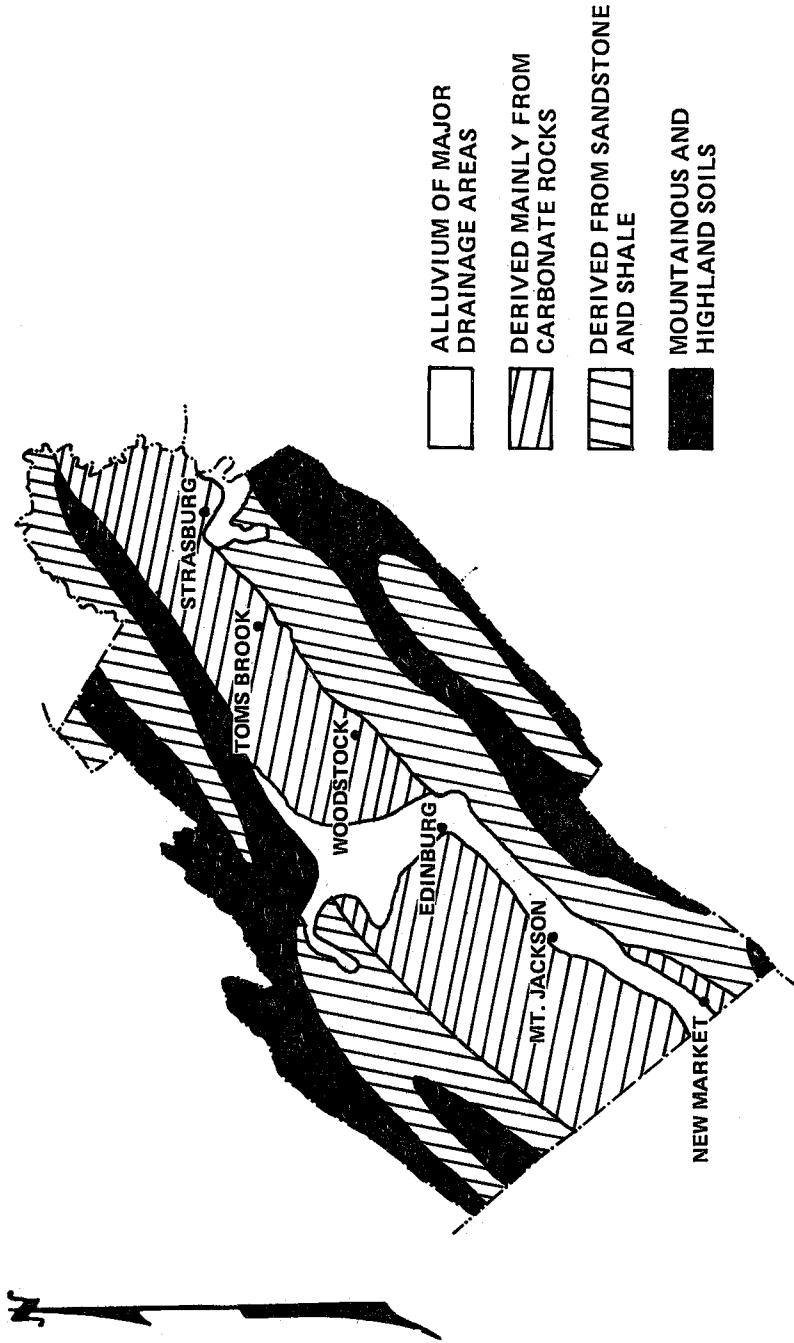 N
STRASBURG
TOMS BROOK
WOODSTOCK
EDINBURG
MT. JACKSON
NEW MARKET
ALLUVIUM OF MAJOR
DRAINAGE AREAS
DERIVED MAINLY FROM
CARBONATE ROCKS
DERIVED FROM SANDSTONE
AND SHALE
MOUNTAINOUS AND
HIGHLAND SOILS